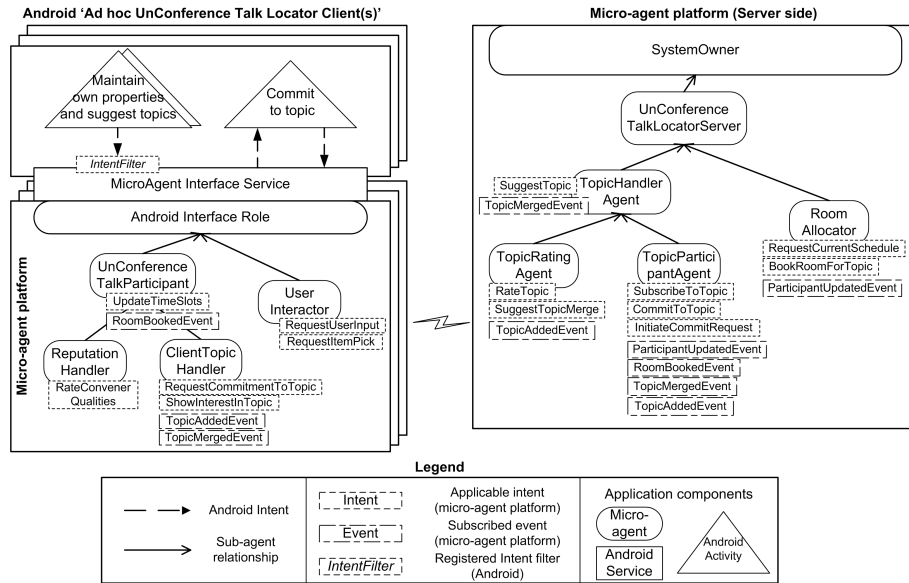 Android 'Ad hoc UnConference Talk Locator Client(s)'
Maintain
own properties
and suggest topics
Commit
to topic
IntentFilter
MicroAgent Interface Service
Micro-agent platform
Android Interface Role
UnConference
TalkParticipant
UpdateTimeSlots
RoomBookedEvent
User
Interactor
RequestUserInput
RequestItemPick
Reputation
Handler
RateConvener
Qualities
ClientTopic
Handler
RequestCommitmentToTopic
ShowInterestInTopic
TopicAddedEvent
TopicMergedEvent
Micro-agent platform (Server side)
SystemOwner
UnConference
TalkLocatorServer
SuggestTopic
TopicMergedEvent
TopicHandler
Agent
Room
Allocator
RequestCurrentSchedule
BookRoomForTopic
ParticipantUpdatedEvent
TopicRating
Agent
RateTopic
SuggestTopicMerge
TopicAddedEvent
TopicPartici
pantAgent
SubscribeToTopic
CommitToTopic
InitiateCommitRequest
ParticipantUpdatedEvent
RoomBookedEvent
TopicMergedEvent
TopicAddedEvent
Legend
Android Intent
Sub-agent
relationship
Intent
Applicable intent
(micro-agent platform)
Event
Subscribed event
(micro-agent platform)
IntentFilter
Registered Intent filter
(Android)
Application components
Micro-
agent
Android
Service
Android
Activity